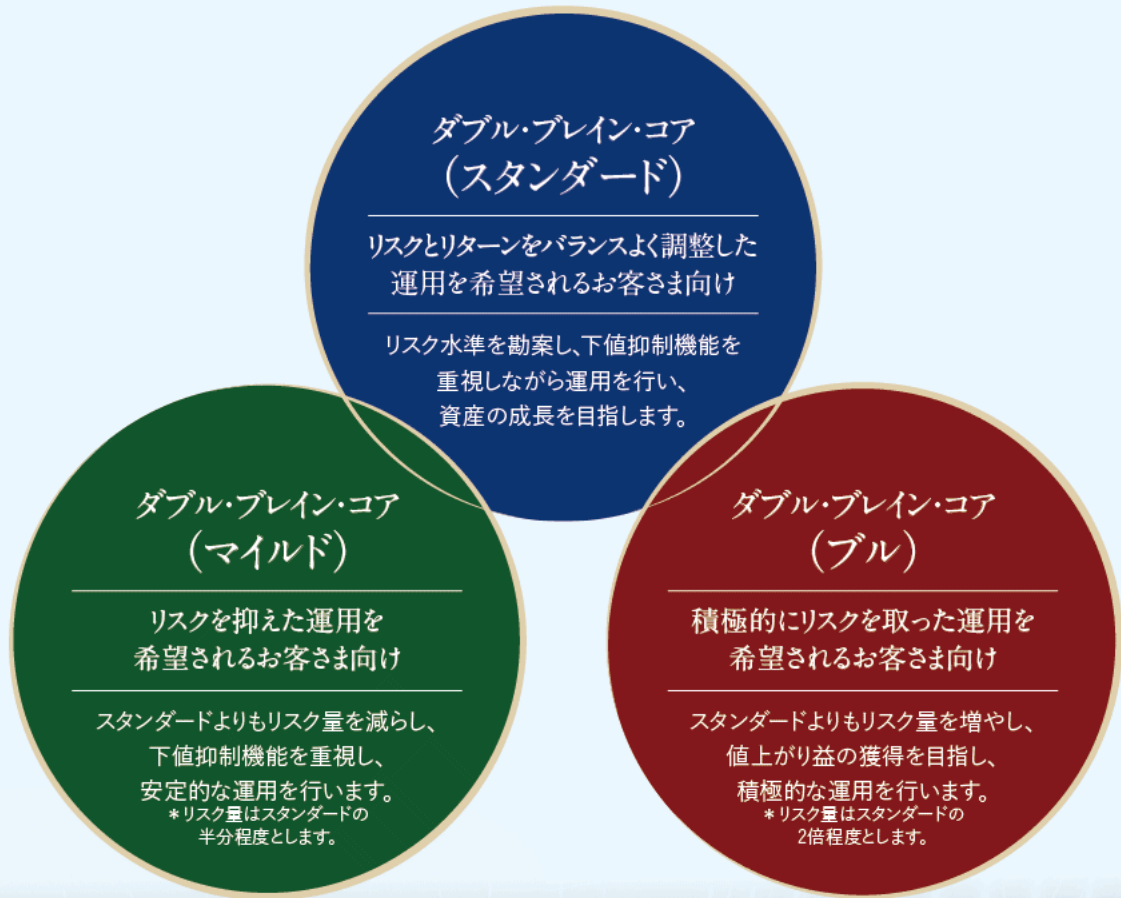 ダブル・ブレイン・コア
（スタンダード）
リスクとリターンをバランスよく調整した
運用を希望されるお客さま向け
リスク水準を勘案し、下値抑制機能を
重視しながら運用を行い、
資産の成長を目指します。
ダブル・ブレイン・コア
（マイルド）
リスクを抑えた運用を
希望されるお客さま向け
スタンダードよりもリスク量を減らし、
下値抑制機能を重視し、
安定的な運用を行います。
＊リスク量はスタンダードの
半分程度とします。
ダブル・ブレイン・コア
（ブル）
積極的にリスクを取った運用を
希望されるお客さま向け
スタンダードよりもリスク量を増やし、
値上がり益の獲得を目指し、
積極的な運用を行います。
＊リスク量はスタンダードの
2倍程度とします。